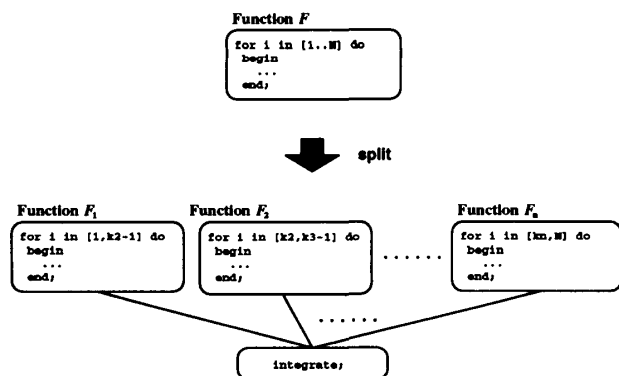 Function F
for i in [1..N] do
begin
...
end;
split
Function F1
for i in [1,k2-1] do
begin
...
end;
Function F2
for i in [k2,k3-1] do
begin
...
end;
......
Function Fn
for i in [kn,N] do
begin
...
end;
......
integrate;